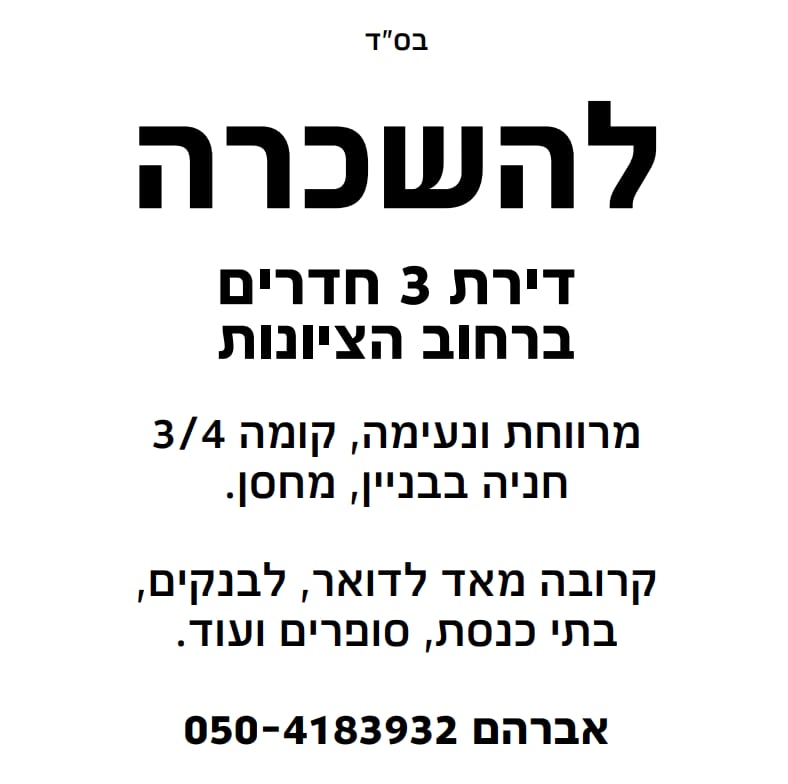 בס"ד
להשכרה
דירת 3 חדרים
ברחוב הציונות
מרווחת ונעימה, קומה 3/4
חניה בבניין, מחסן.
קרובה מאד לדואר, לבנקים,
בתי כנסת, סופרים ועוד.
אברהם 050-4183932